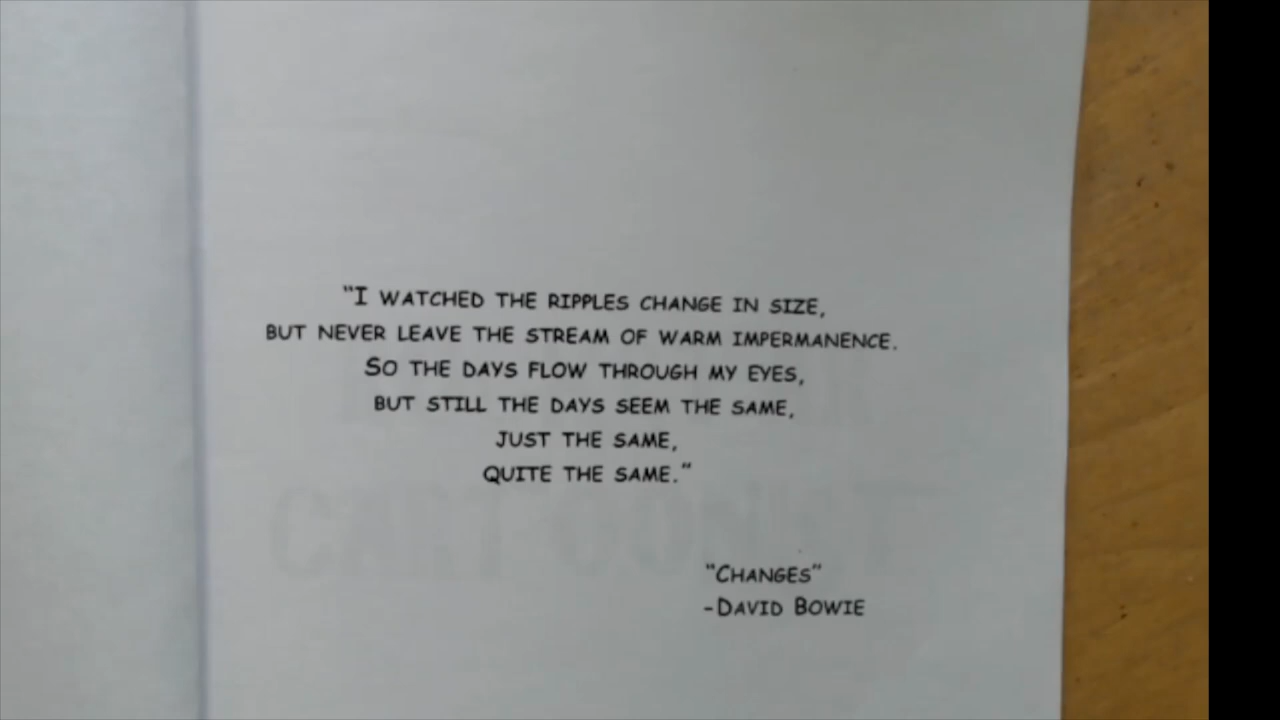 "I WATCHED THE RIPPLES CHANGE IN SIZE,
BUT NEVER LEAVE THE STREAM OF WARM IMPERMANENCE.
SO THE DAYS FLOW THROUGH MY EYES,
BUT STILL THE DAYS SEEM THE SAME,
JUST THE SAME,
QUITE THE SAME."
"CHANGES"
-DAVID BOWIE